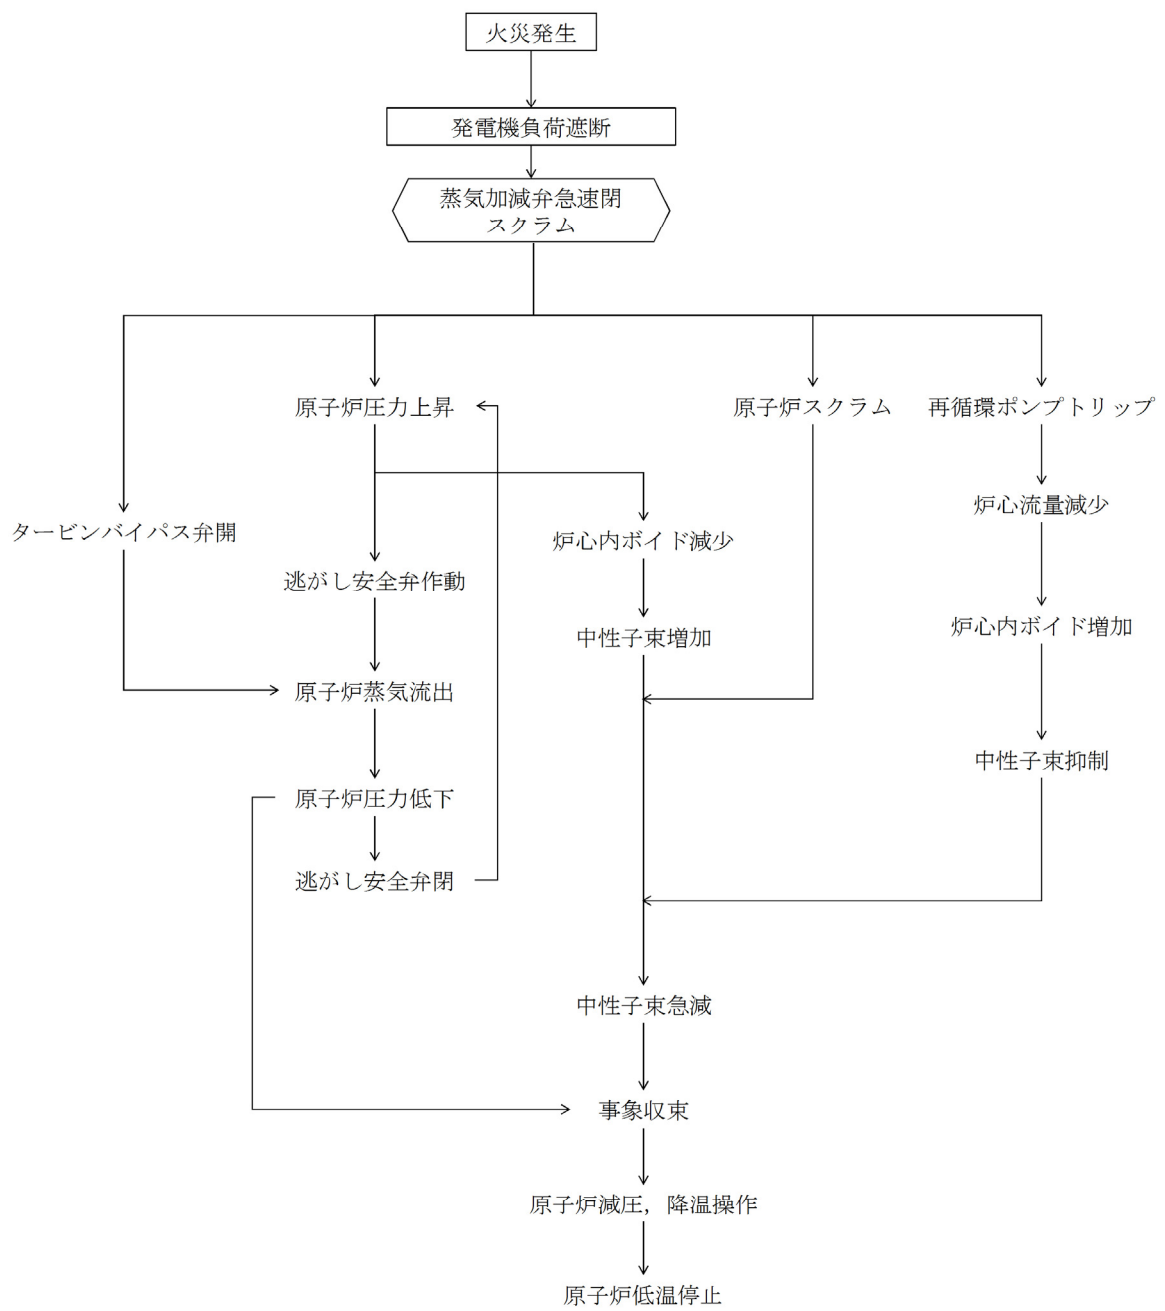 火災発生
発電機負荷遮断
蒸気加減弁急速閉
スクラム
原子炉圧力上昇
原子炉スクラム
再循環ポンプトリップ
タービンバイパス弁開
炉心内ボイド減少
炉心流量減少
逃がし安全弁作動
中性子束増加
炉心内ボイド増加
原子炉蒸気流出
中性子束抑制
原子炉圧力低下
逃がし安全弁閉
中性子束急減
事象収束
原子炉減圧，降温操作
原子炉低温停止